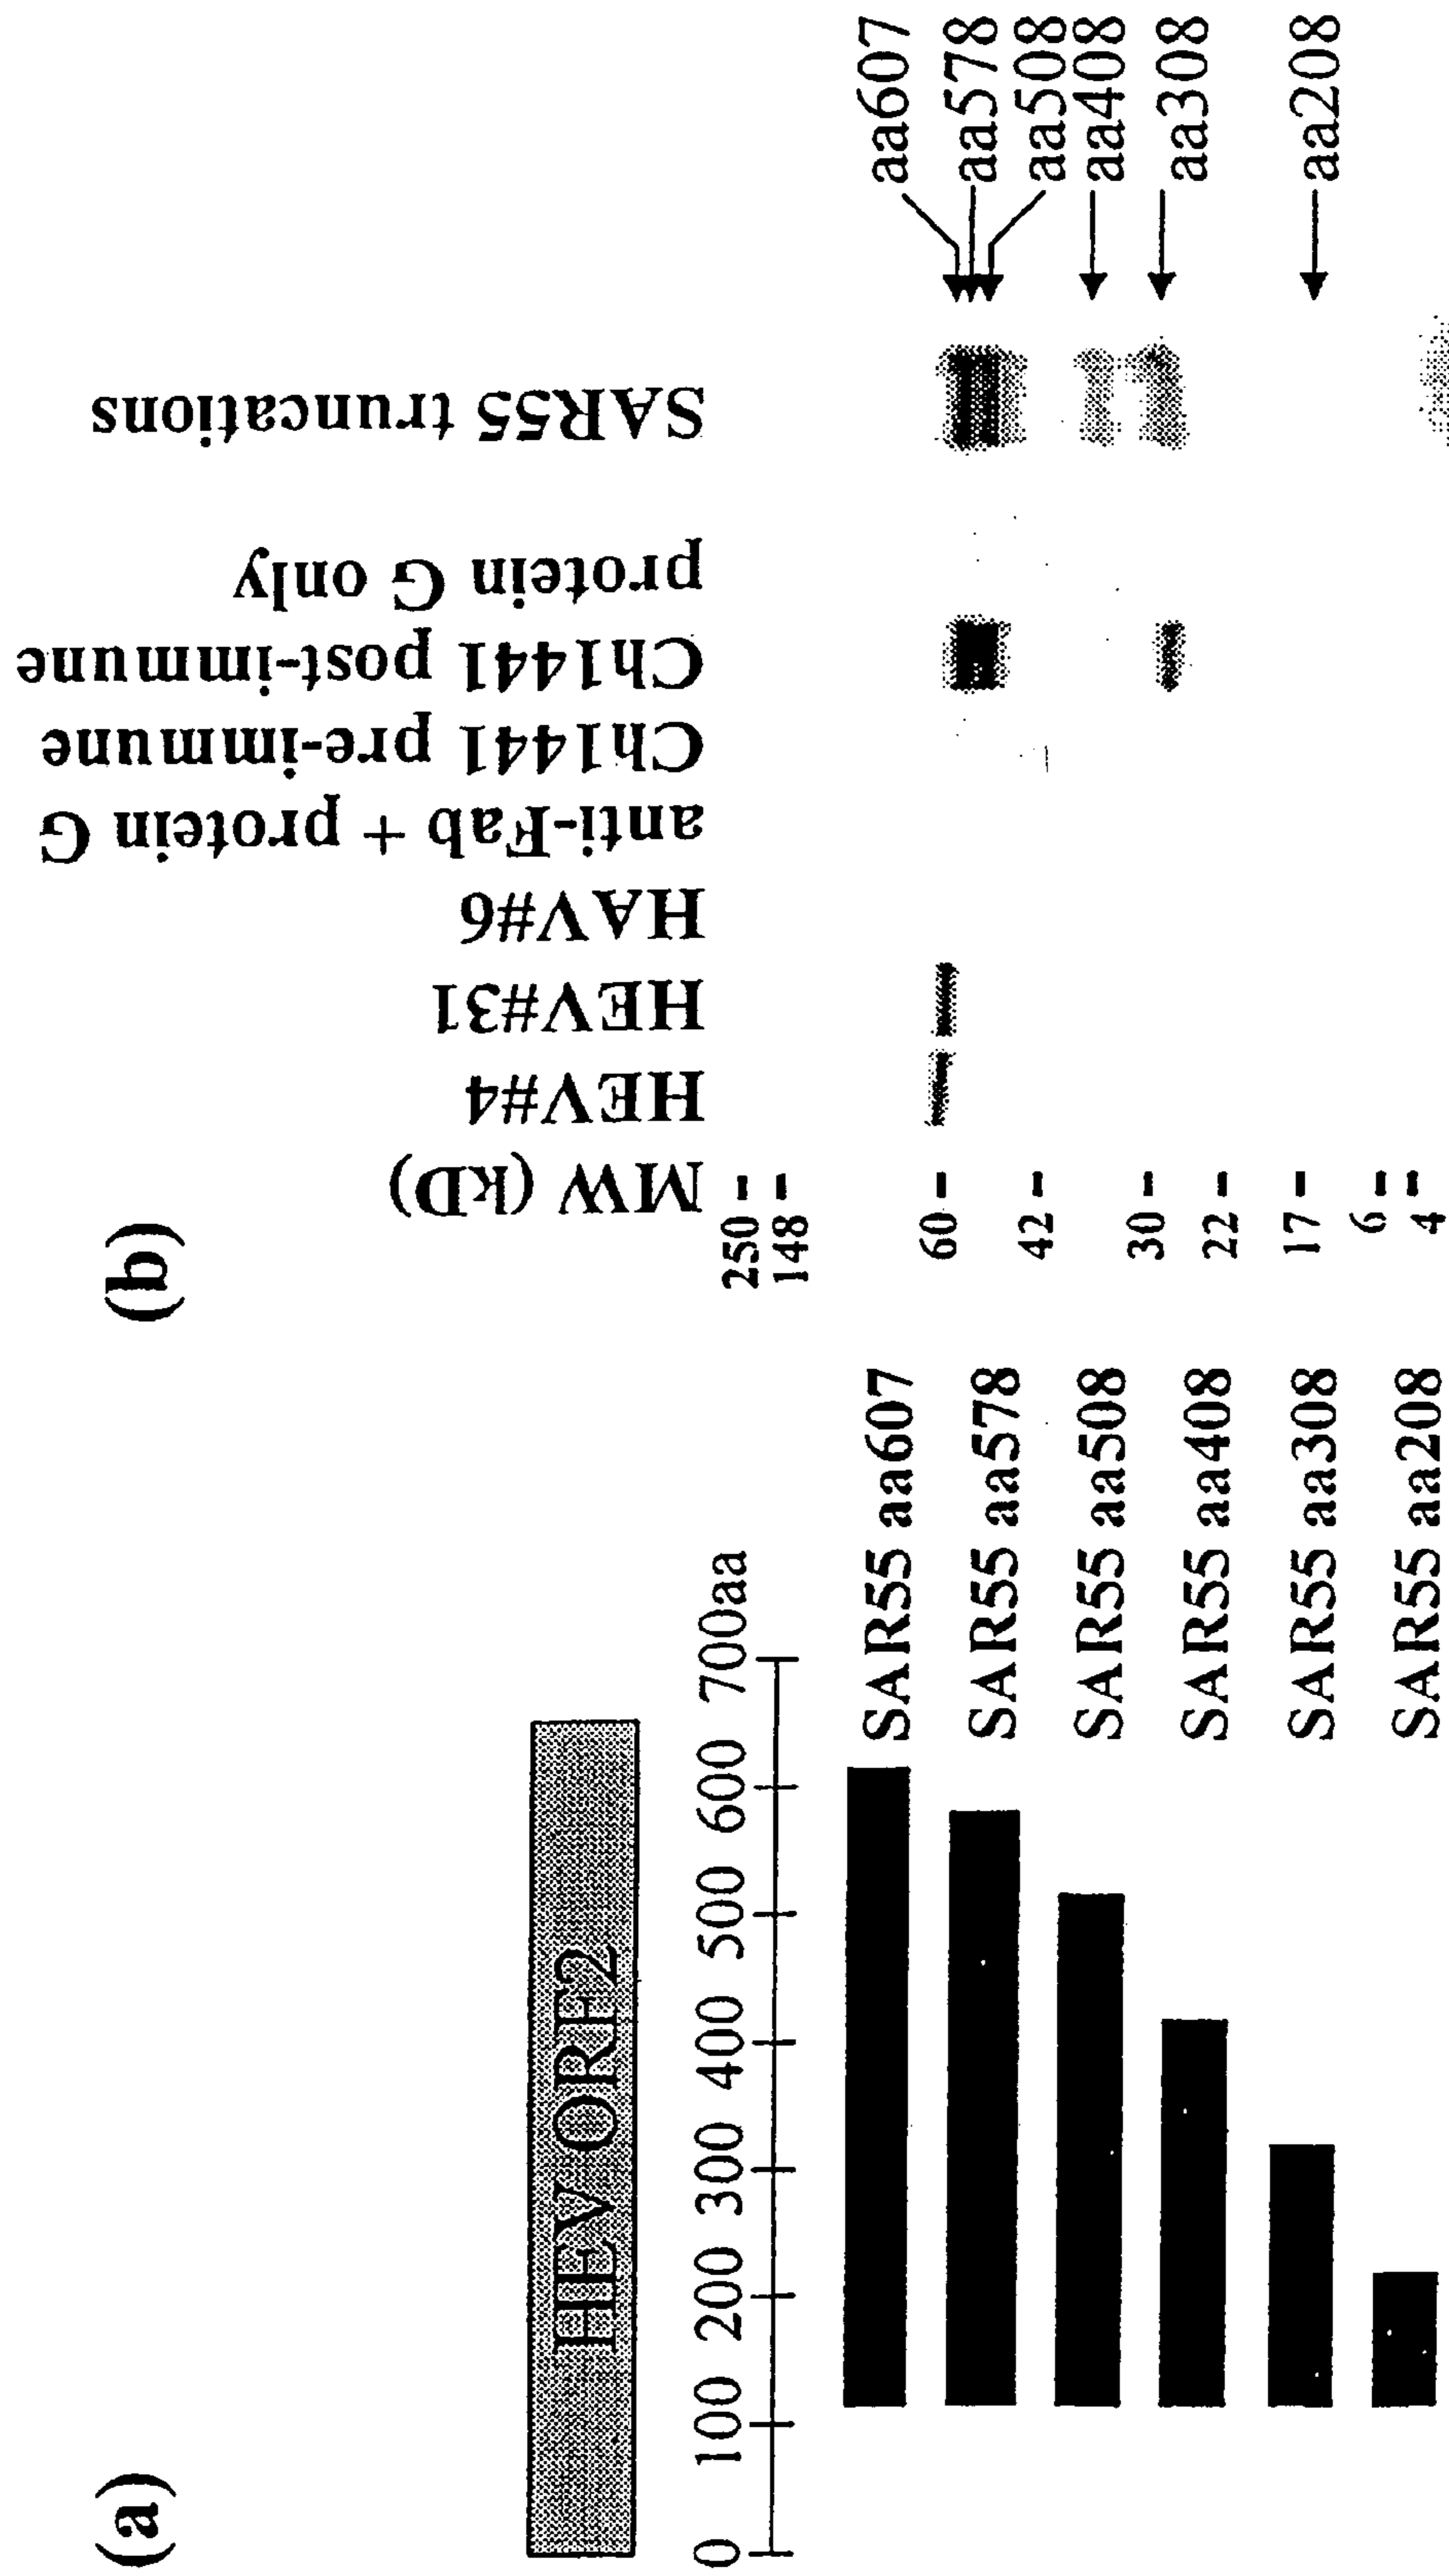 (a)
HEV ORF2
0 100 200 300 400 500 600 700aa
SAR55 aa607
SAR55 aa578
SAR55 aa508
SAR55 aa408
SAR55 aa308
SAR55 aa208
(b)
MW (kD)
HEV#4
HEV#31
HAV#6
anti-Fab + protein G
Ch1441 pre-immune
Ch1441 post-immune
protein G only
SAR55 truncations
250
148
60
42
30
22
17
6
4
aa607
aa578
aa508
aa408
aa308
aa208